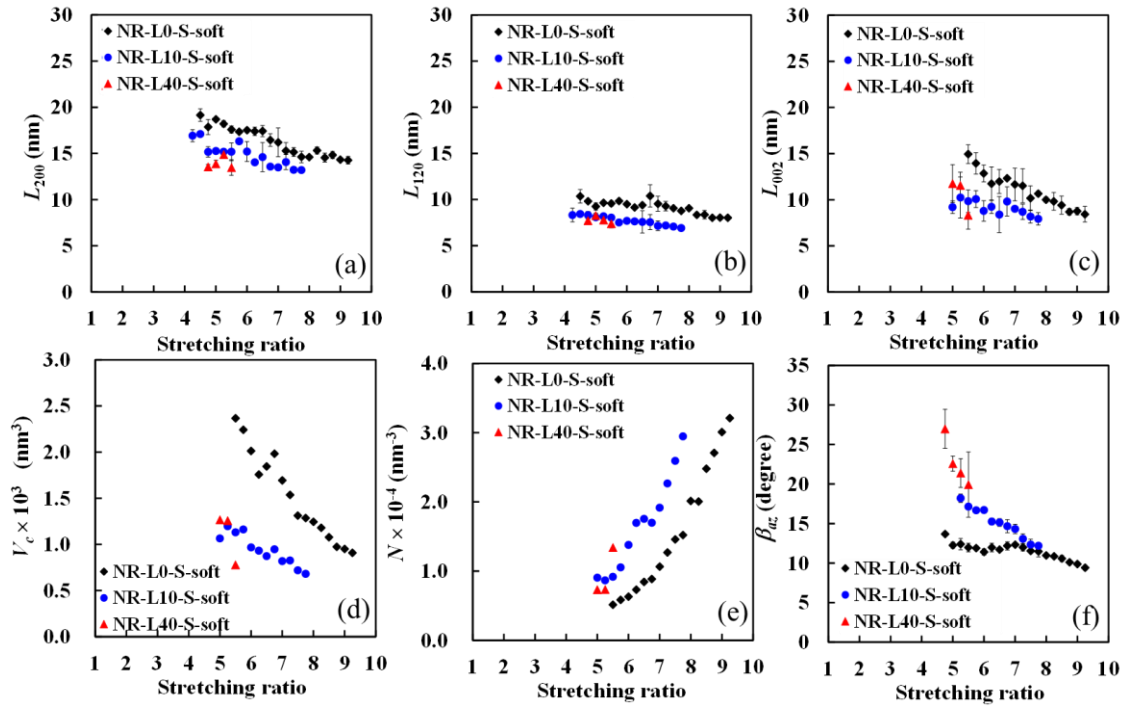 NR-L0-S-soft
NR-L10-S-soft
NR-L40-S-soft
L200 (nm)
30
25
20
15
10
5
0
(a)
1 2 3 4 5 6 7 8 9 10
Stretching ratio
NR-L0-S-soft
NR-L10-S-soft
NR-L40-S-soft
L120 (nm)
30
25
20
15
10
5
0
(b)
1 2 3 4 5 6 7 8 9 10
Stretching ratio
NR-L0-S-soft
NR-L10-S-soft
NR-L40-S-soft
L002 (nm)
30
25
20
15
10
5
0
(c)
1 2 3 4 5 6 7 8 9 10
Stretching ratio
Vc × 10³ (nm³)
3.0
2.5
2.0
1.5
1.0
0.5
0.0
NR-L0-S-soft
NR-L10-S-soft
NR-L40-S-soft
(d)
1 2 3 4 5 6 7 8 9 10
Stretching ratio
NR-L0-S-soft
NR-L10-S-soft
NR-L40-S-soft
N × 10⁻⁴ (nm⁻³)
4.0
3.0
2.0
1.0
0.0
(e)
1 2 3 4 5 6 7 8 9 10
Stretching ratio
βaz (degree)
35
30
25
20
15
10
5
0
NR-L0-S-soft
NR-L10-S-soft
NR-L40-S-soft
(f)
1 2 3 4 5 6 7 8 9 10
Stretching ratio